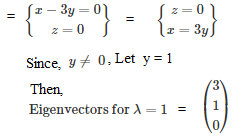 = { x − 3y = 0 } = { z = 0 }
{ z = 0 } { x = 3y }
Since, y ≠ 0, Let y = 1
Then,
Eigenvectors for λ = 1 = (3
1
0)